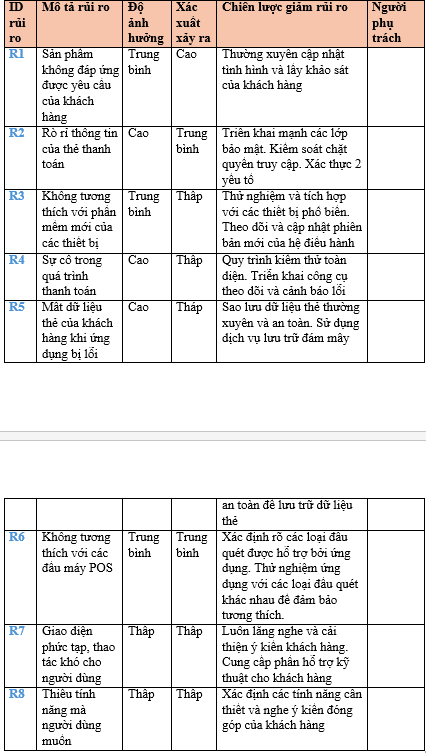 ID
rủi
ro
Mô tả rủi ro
Độ
ảnh
hưởng
Xác
xuất
xảy ra
Chiến lược giảm rủi ro
Người
phụ
trách
R1
Sản phẩm
không đáp ứng
được yêu cầu
của khách
hàng
Trung
bình
Cao
Thường xuyên cập nhật
tình hình và lấy khảo sát
của khách hàng
R2
Rò rỉ thông tin
của thẻ thanh
toán
Cao
Trung
bình
Triển khai mạnh các lớp
bảo mật. Kiểm soát chặt
quyền truy cập. Xác thực 2
yếu tố
R3
Không tương
thích với phần
mềm mới của
các thiết bị
Trung
bình
Thấp
Thử nghiệm và tích hợp
với các thiết bị phổ biến.
Theo dõi và cập nhật phiên
bản mới của hệ điều hành
R4
Sự cố trong
quá trình
thanh toán
Cao
Thấp
Quy trình kiểm thử toàn
diện. Triển khai công cụ
theo dõi và cảnh báo lỗi
R5
Mất dữ liệu
thẻ của khách
hàng khi ứng
dụng bị lỗi
Cao
Tháp
Sao lưu dữ liệu thẻ thường
xuyên và an toàn. Sử dụng
dịch vụ lưu trữ đám mây
an toàn để lưu trữ dữ liệu
thẻ
R6
Không tương
thích với các
đầu máy POS
Trung
bình
Trung
bình
Xác định rõ các loại đầu
quét được hỗ trợ bởi ứng
dụng. Thử nghiệm ứng
dụng với các loại đầu quét
khác nhau để đảm bảo
tương thích.
R7
Giao diện
phức tạp, thao
tác khó cho
người dùng
Thấp
Thấp
Luôn lắng nghe và cải
thiện ý kiến khách hàng.
Cung cấp phần hổ trợ kỹ
thuật cho khách hàng
R8
Thiếu tính
năng mà
người dùng
muốn
Thấp
Thấp
Xác định các tính năng cần
thiết và nghe ý kiến đóng
góp của khách hàng